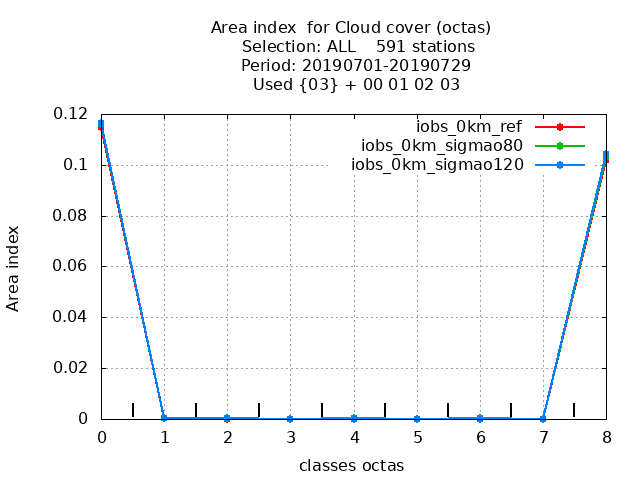 Area index  for Cloud cover (octas)
Selection: ALL    591 stations
Period: 20190701-20190729
Used {03} + 00 01 02 03
iobs_0km_ref
iobs_0km_sigmao80
iobs_0km_sigmao120
0.12
0.1
0.08
0.06
0.04
0.02
0
Area index
0 1 2 3 4 5 6 7 8
classes octas